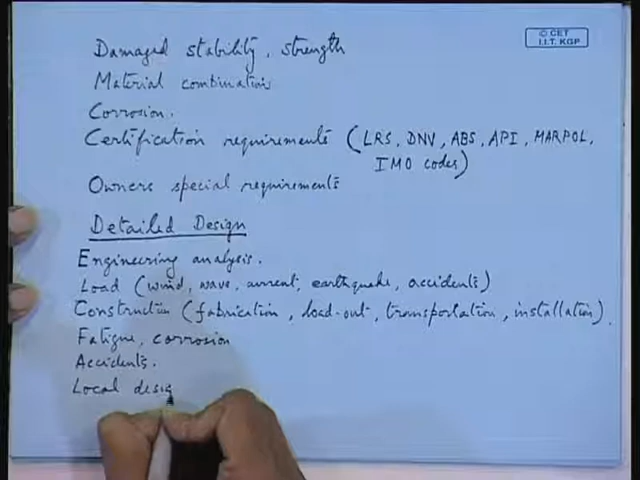 © CET
I.I.T. KGP
Damaged stability, strength
Material combination
Corrosion.
Certification requirements (LRS, DNV, ABS, API, MARPOL,
IMO codes)
Owners special requirements
Detailed Design
Engineering analysis.
Load (wind, wave, current, earthquake, accidents)
Construction (fabrication, load-out, transportation, installation).
Fatigue, corrosion
Accidents.
Local desig